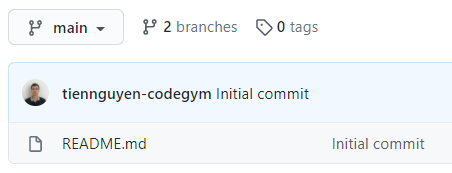 main 2 branches 0 tags
tiennguyen-codegym Initial commit
README.md Initial commit